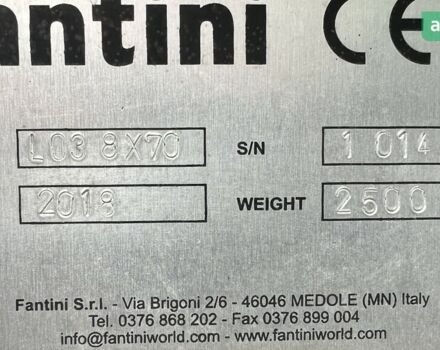 antini CE
L03 8X70 S/N 1 014
2018 WEIGHT 2500
Fantini S.r.l. - Via Brigoni 2/6 - 46046 MEDOLE (MN) Italy
Tel. 0376 868 202 - Fax 0376 899 004
info@fantiniworld.com - www.fantiniworld.com